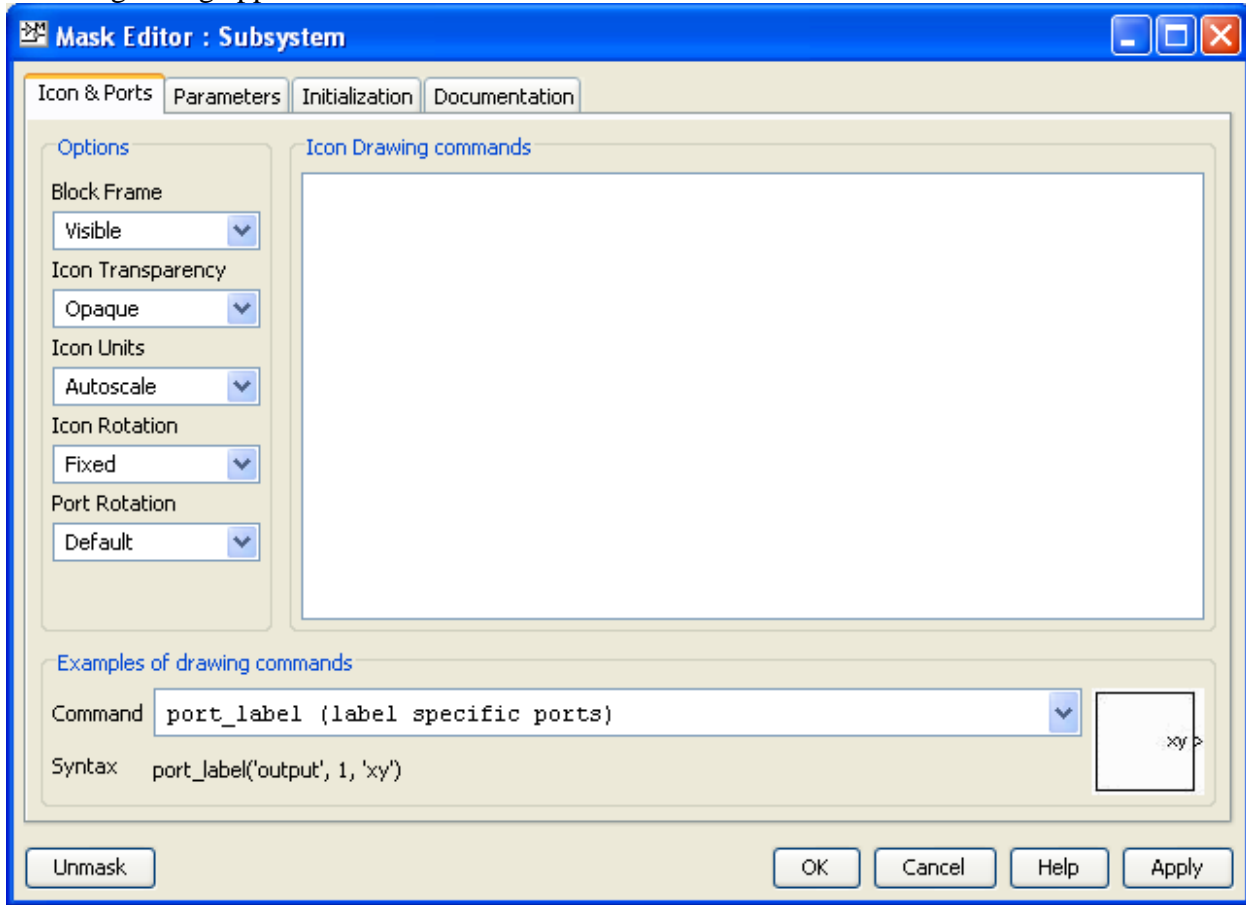 Mask Editor : Subsystem
Icon & Ports Parameters Initialization Documentation
Options
Block Frame
Visible
Icon Transparency
Opaque
Icon Units
Autoscale
Icon Rotation
Fixed
Port Rotation
Default
Icon Drawing commands
Examples of drawing commands
Command port_label (label specific ports)
Syntax port_label('output', 1, 'xy')
xy >
Unmask OK Cancel Help Apply